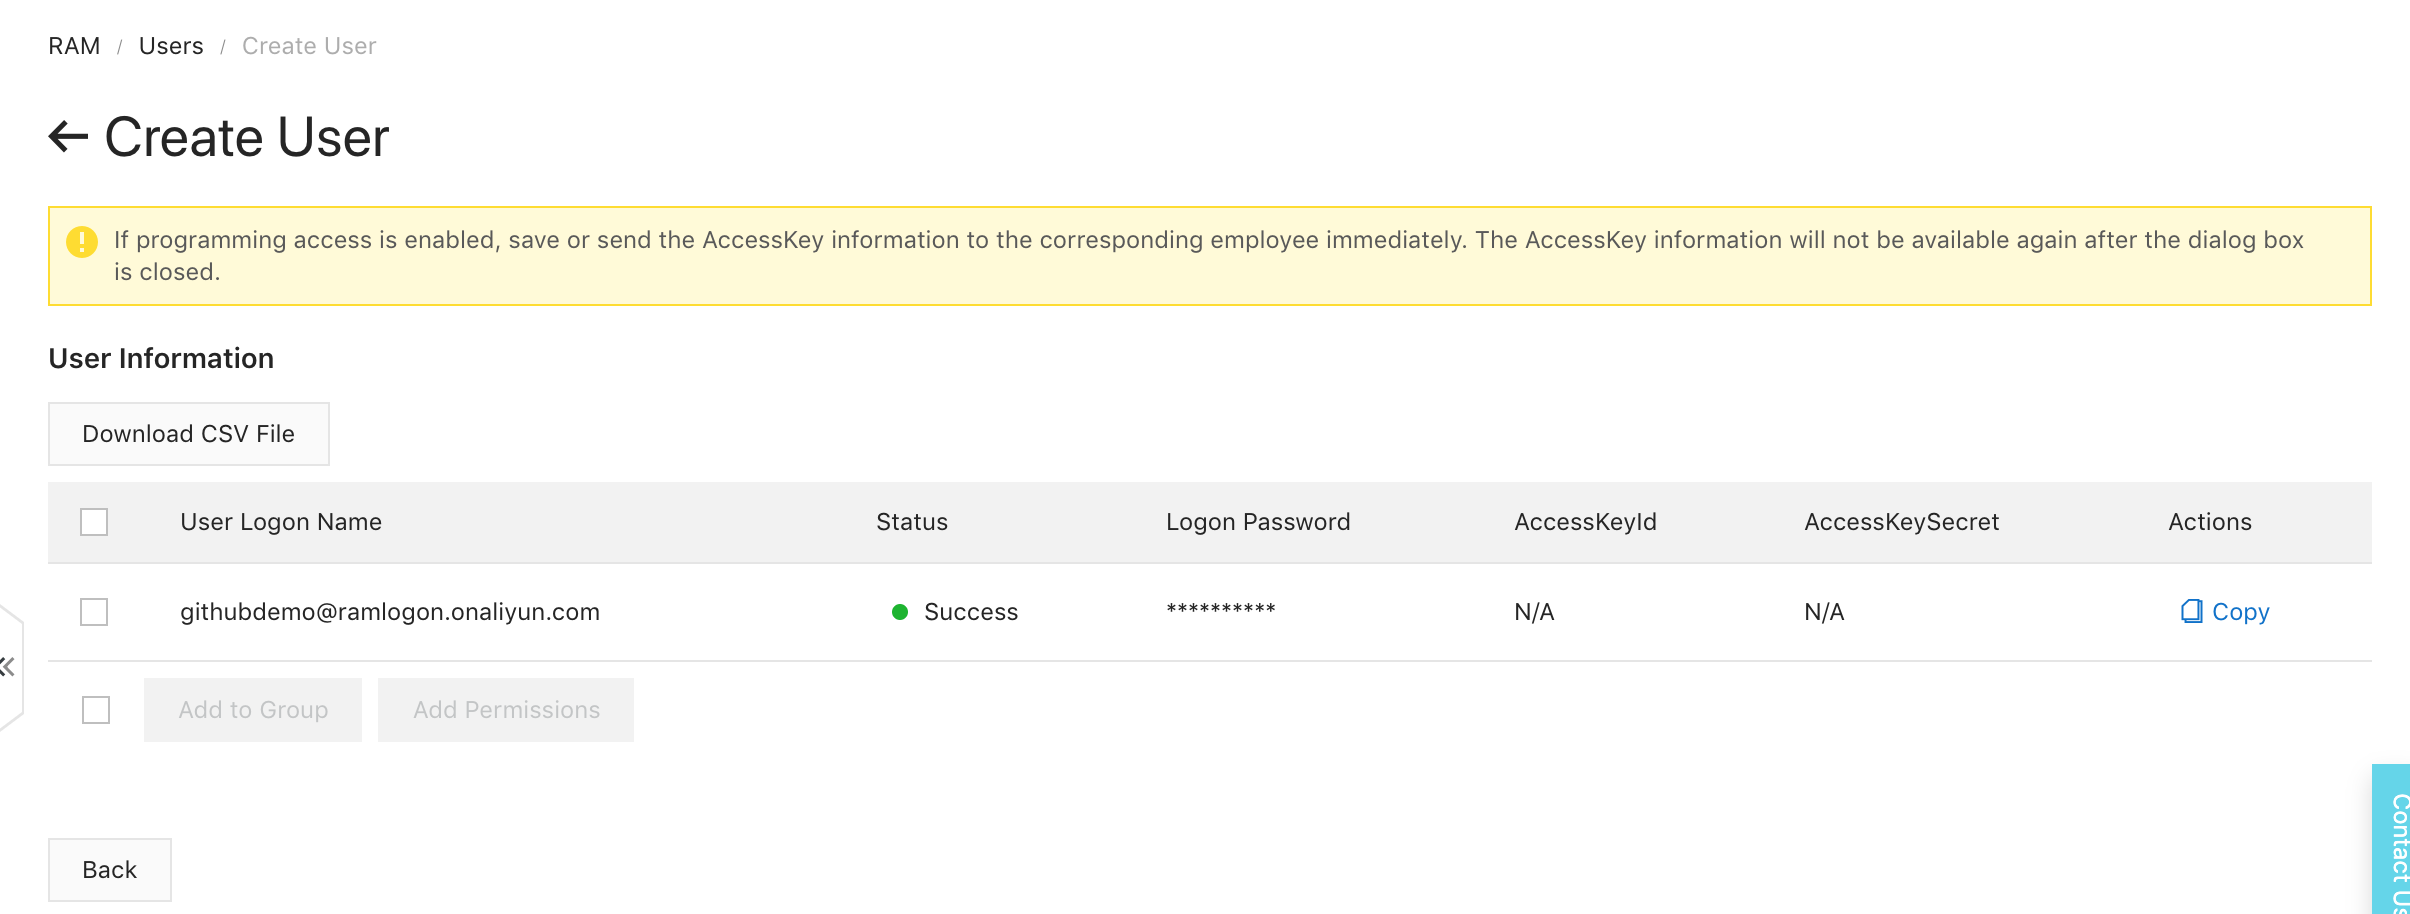 RAM / Users / Create User
← Create User
If programming access is enabled, save or send the AccessKey information to the corresponding employee immediately. The AccessKey information will not be available again after the dialog box
is closed.
User Information
Download CSV File
User Logon Name Status Logon Password AccessKeyId AccessKeySecret Actions
githubdemo@ramlogon.onaliyun.com Success ********** N/A N/A Copy
Add to Group Add Permissions
Back
Contact Us